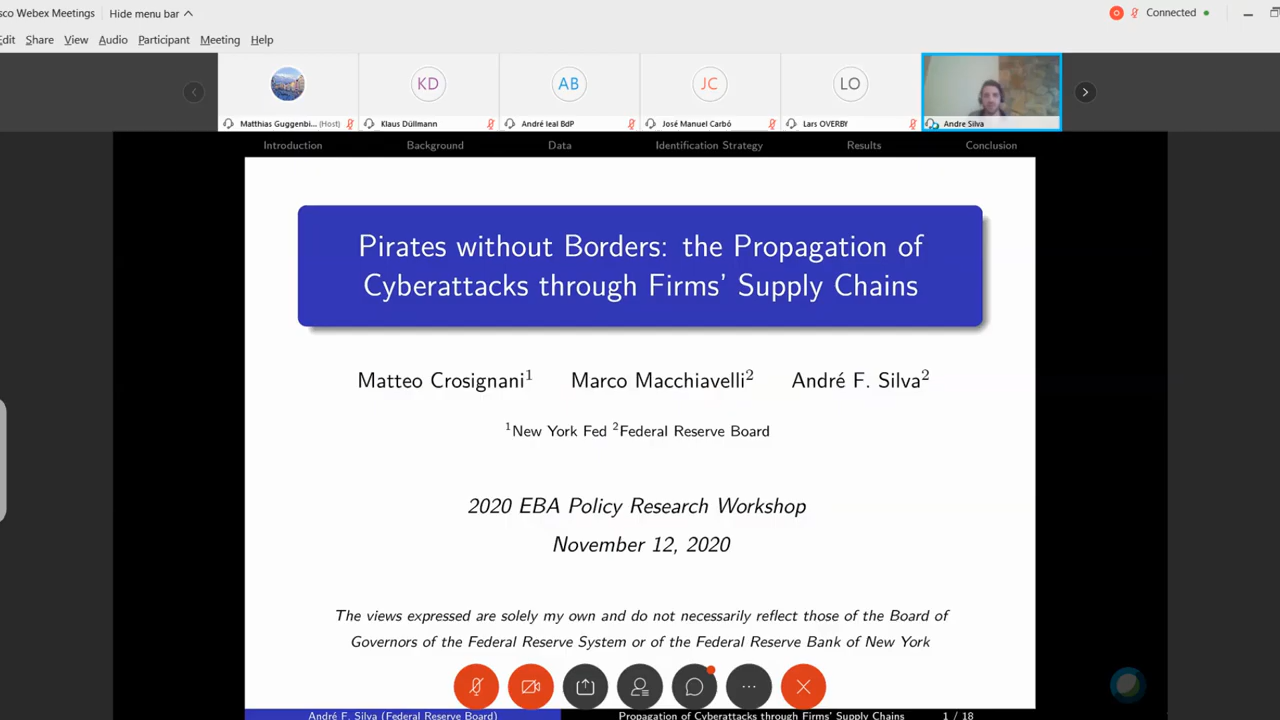 sco Webex Meetings
Hide menu bar
Connected
Edit Share View Audio Participant Meeting Help
KD
AB
JC
LO
Matthias Guggenbi... (Host)
Klaus Düllmann
André leal BdP
José Manuel Carbó
Lars OVERBY
Andre Silva
Introduction Background Data Identification Strategy Results Conclusion
Pirates without Borders: the Propagation of
Cyberattacks through Firms' Supply Chains
Matteo Crosignani1 Marco Macchiavelli2 André F. Silva2
1New York Fed 2Federal Reserve Board
2020 EBA Policy Research Workshop
November 12, 2020
The views expressed are solely my own and do not necessarily reflect those of the Board of
Governors of the Federal Reserve System or of the Federal Reserve Bank of New York
André F. Silva (Federal Reserve Board)
Propagation of Cyberattacks through Firms' Supply Chains
1 / 18